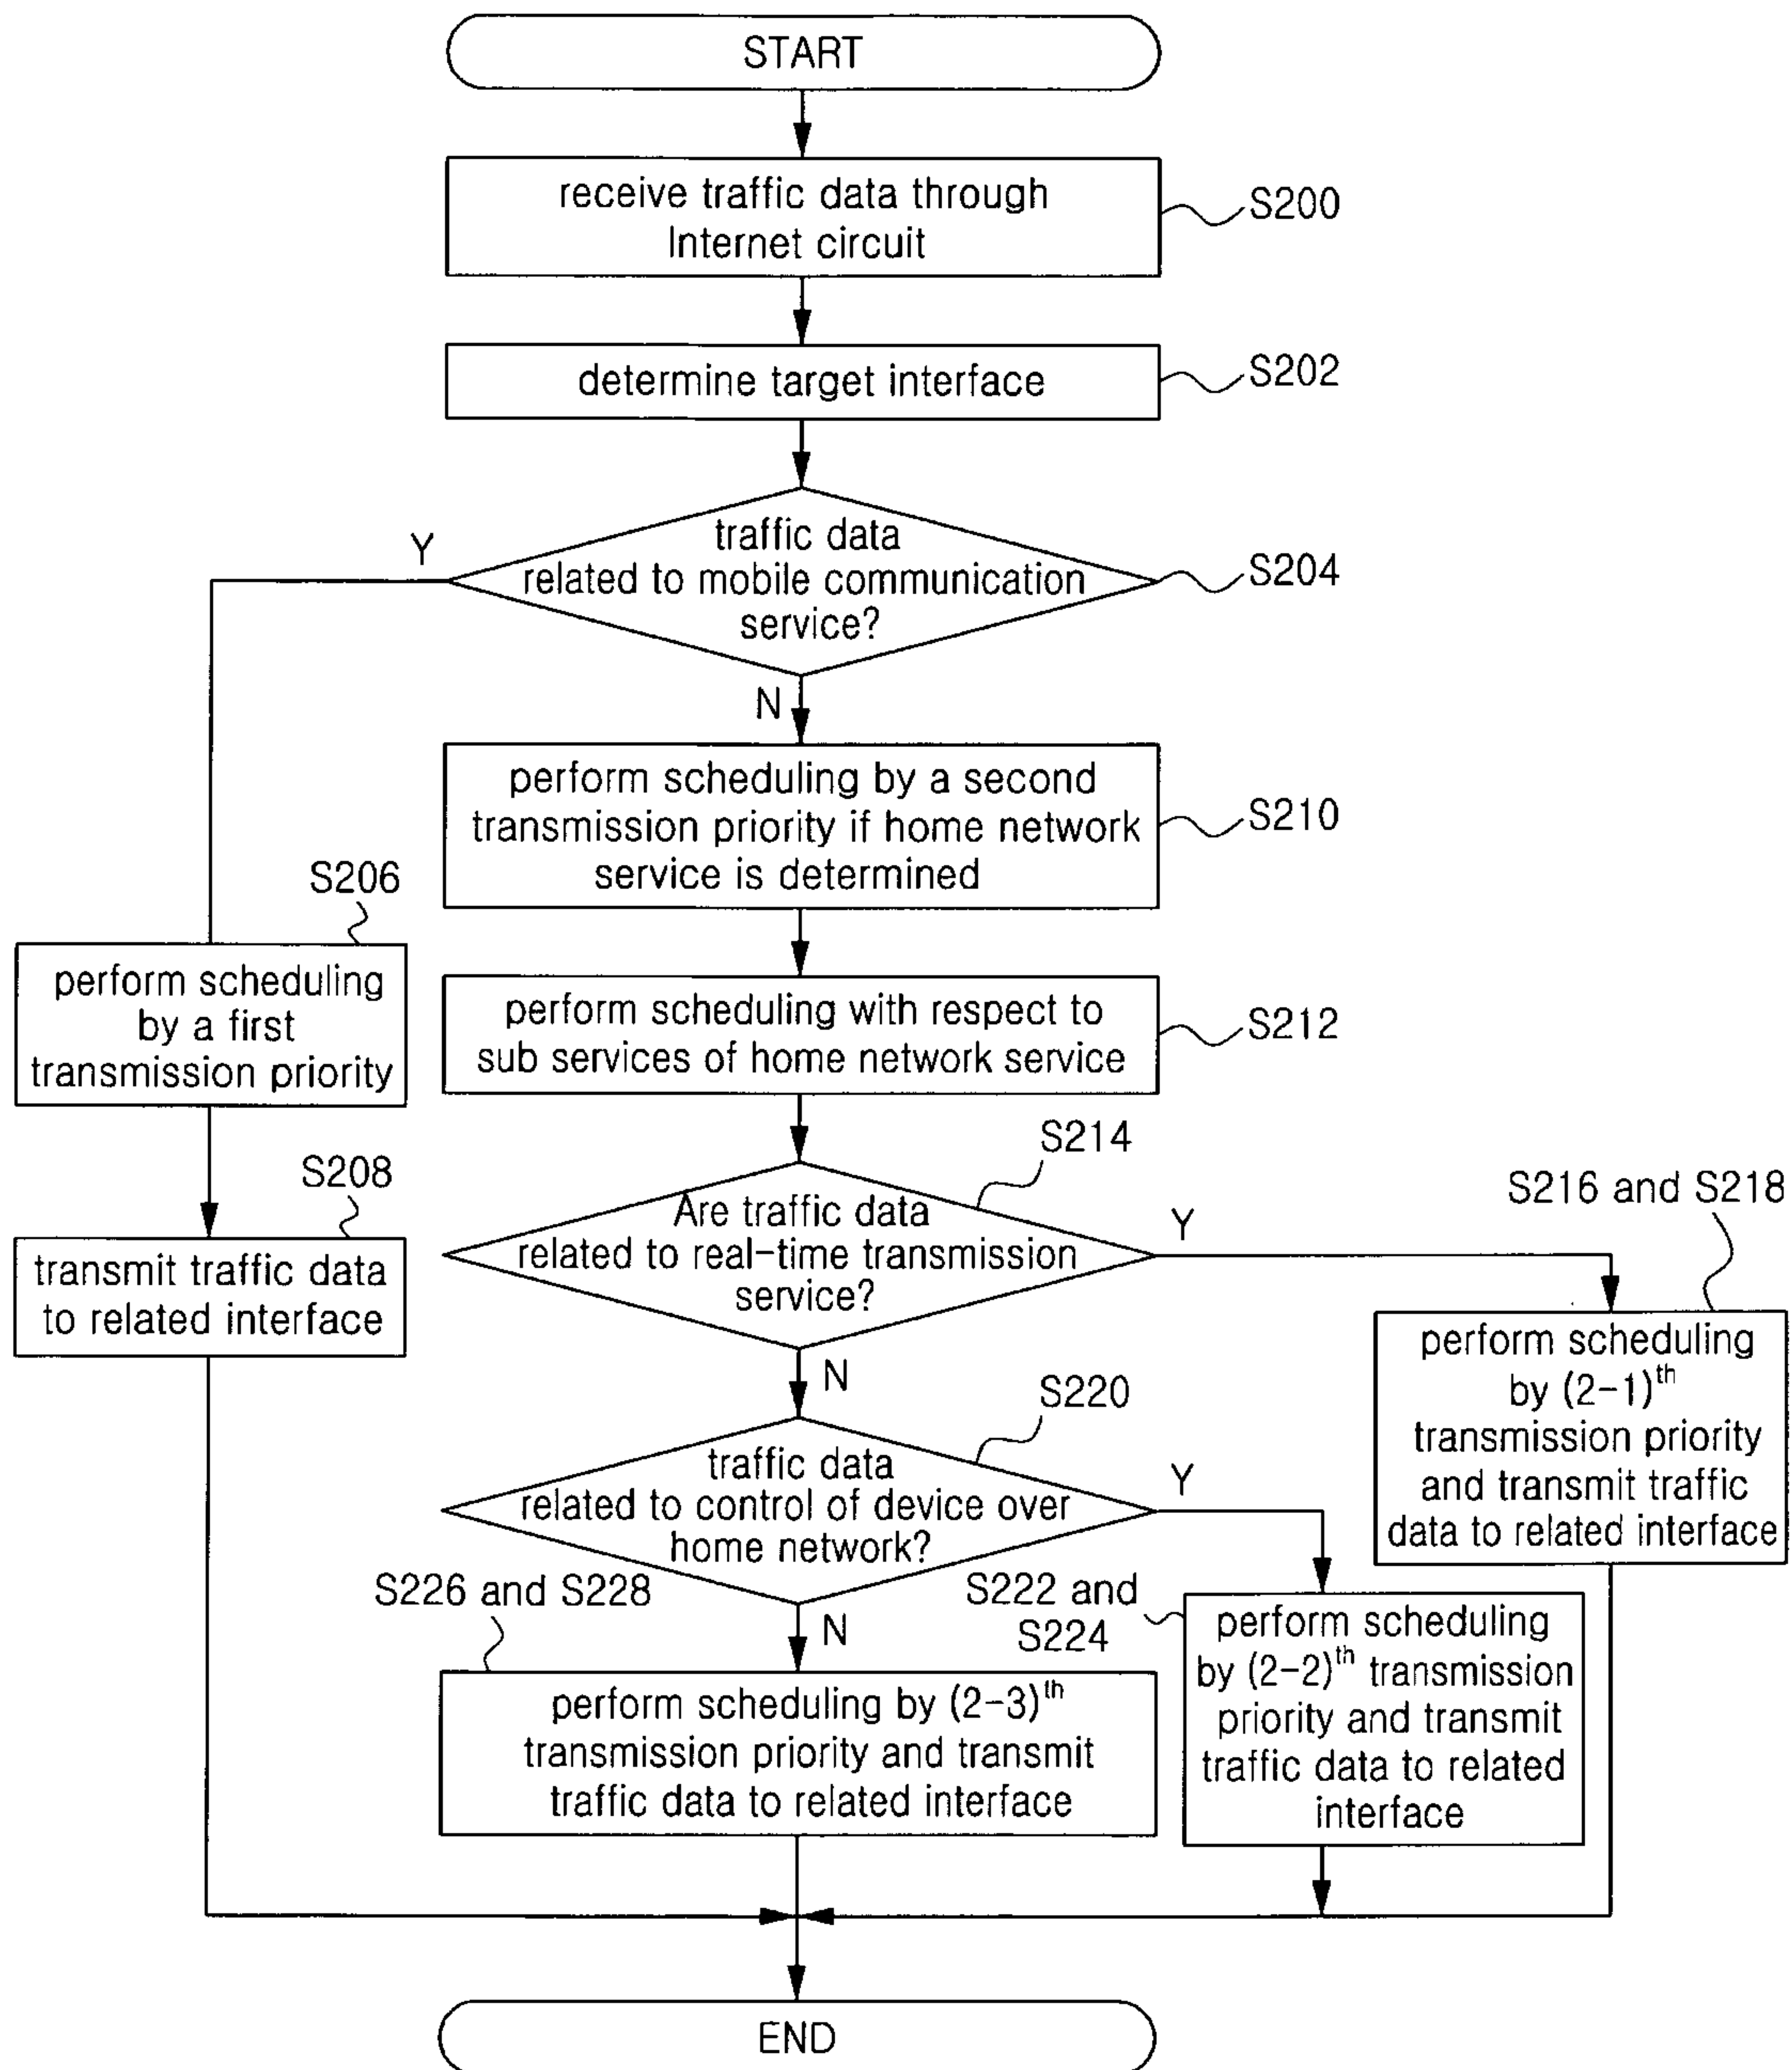 START
receive traffic data through
Internet circuit
S200
determine target interface
S202
traffic data
related to mobile communication
service?
S204
Y
N
perform scheduling by a second
transmission priority if home network
service is determined
S210
S206
perform scheduling
by a first
transmission priority
perform scheduling with respect to
sub services of home network service
S212
S208
transmit traffic data
to related interface
S214
Are traffic data
related to real-time transmission
service?
Y
N
S216 and S218
perform scheduling
by (2-1)th
transmission priority
and transmit traffic
data to related interface
S220
traffic data
related to control of device over
home network?
Y
N
S222 and
S224
perform scheduling
by (2-2)th transmission
priority and transmit
traffic data to related
interface
S226 and S228
perform scheduling by (2-3)th
transmission priority and transmit
traffic data to related interface
END